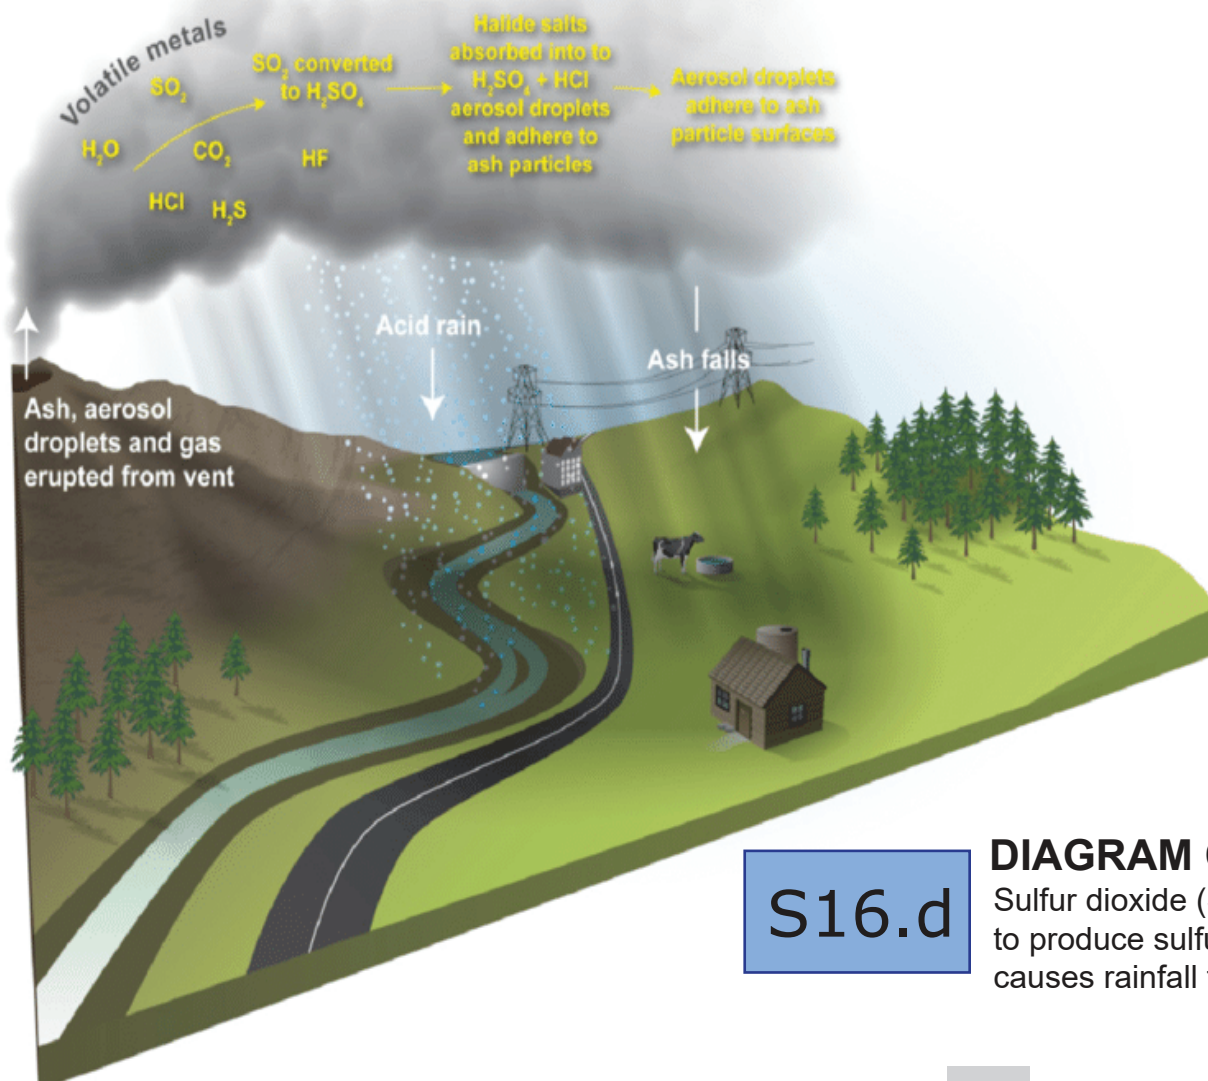 Volatile metals
SO₂
H₂O
CO₂
HF
HCl
H₂S
SO₂ converted
to H₂SO₄
Halide salts
absorbed into to
H₂SO₄ + HCl
aerosol droplets
and adhere to
ash particles
Aerosol droplets
adhere to ash
particle surfaces
Acid rain
Ash falls
Ash, aerosol
droplets and gas
erupted from vent
S16.d
DIAGRAM
Sulfur dioxide (
to produce
causes rainfall